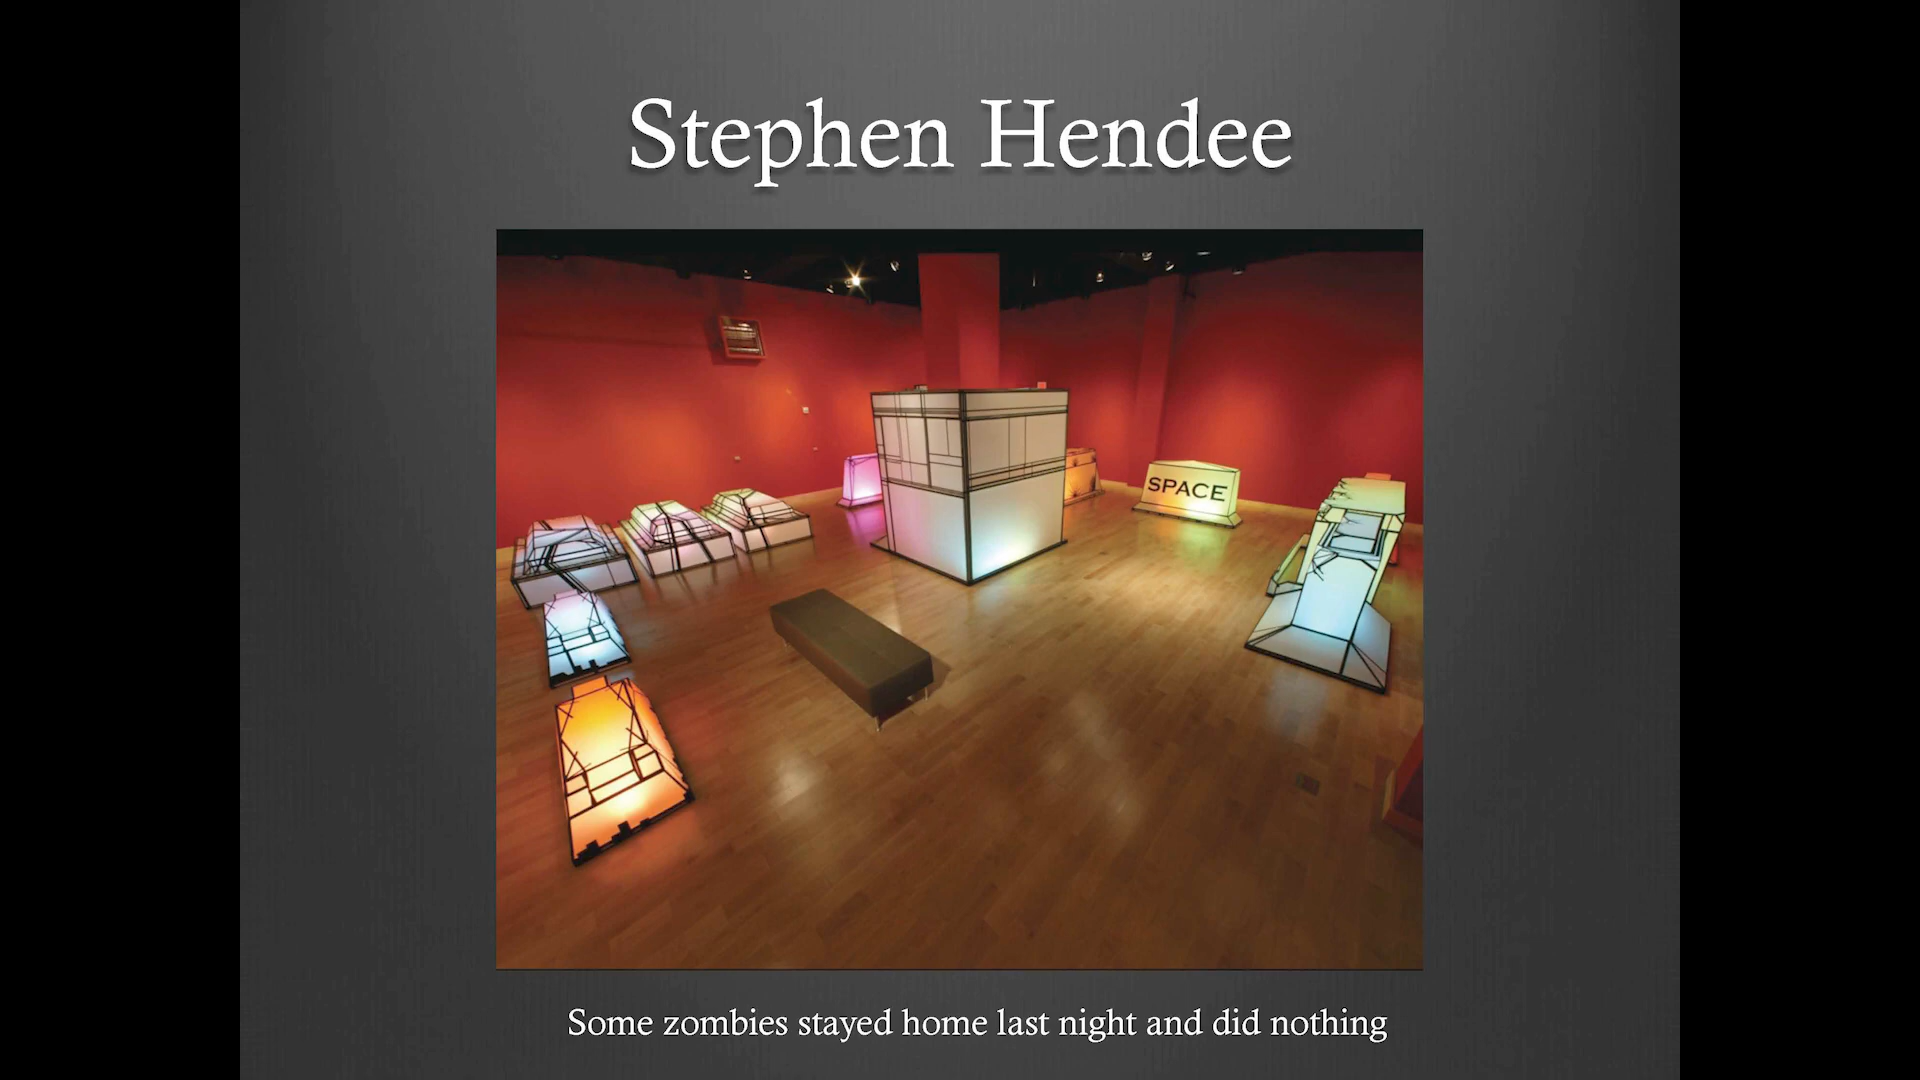 Stephen Hendee
SPACE
Some zombies stayed home last night and did nothing